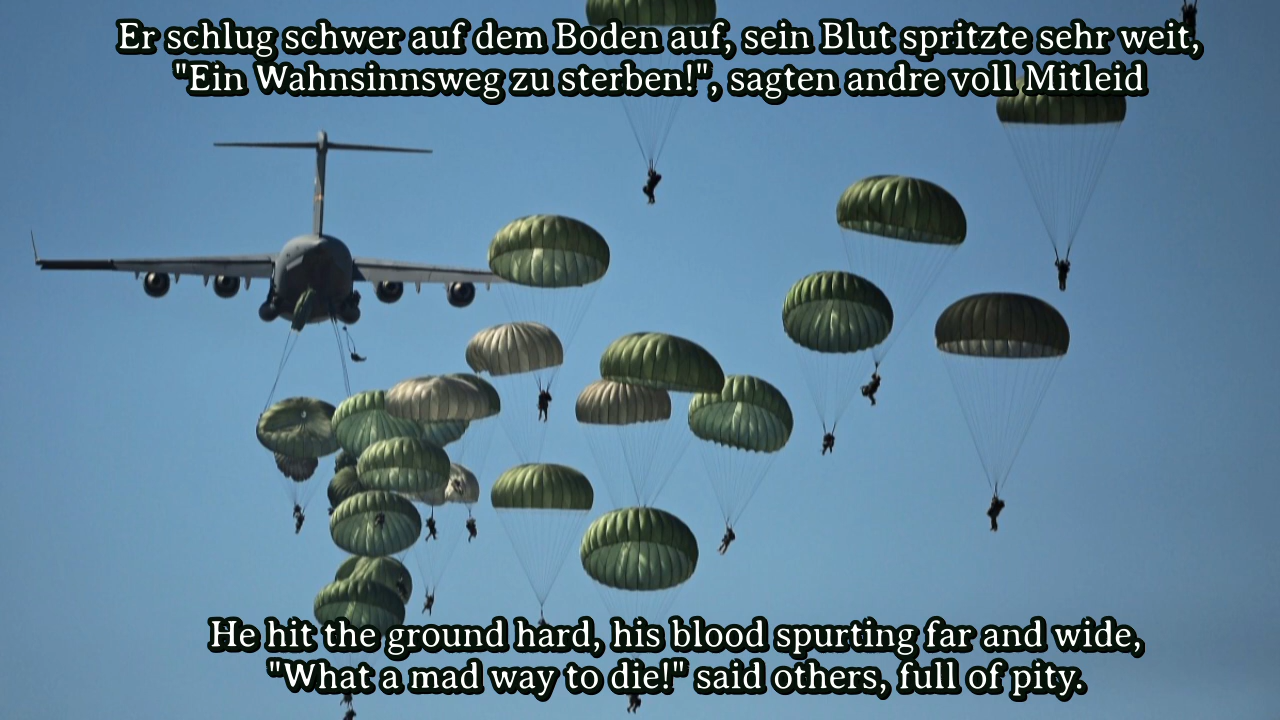 Er schlug schwer auf dem Boden auf, sein Blut spritzte sehr weit,
"Ein Wahnsinnsweg zu sterben!", sagten andre voll Mitleid
He hit the ground hard, his blood spurting far and wide,
"What a mad way to die!" said others, full of pity.